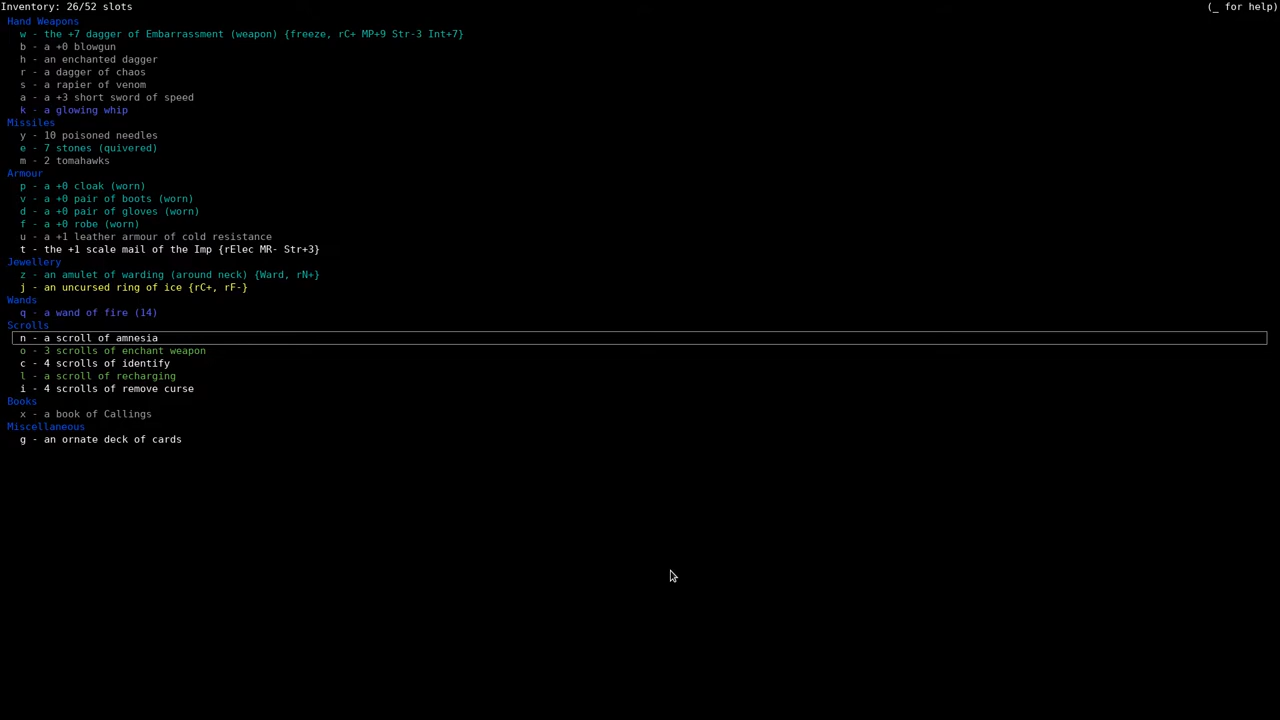 Inventory: 26/52 slots (_ for help)
Hand Weapons
w - the +7 dagger of Embarrassment (weapon) {freeze, rC+ MP+9 Str-3 Int+7}
b - a +0 blowgun
h - an enchanted dagger
r - a dagger of chaos
s - a rapier of venom
a - a +3 short sword of speed
k - a glowing whip
Missiles
y - 10 poisoned needles
e - 7 stones (quivered)
m - 2 tomahawks
Armour
p - a +0 cloak (worn)
v - a +0 pair of boots (worn)
d - a +0 pair of gloves (worn)
f - a +0 robe (worn)
u - a +1 leather armour of cold resistance
t - the +1 scale mail of the Imp {rElec MR- Str+3}
Jewellery
z - an amulet of warding (around neck) {Ward, rN+}
j - an uncursed ring of ice {rC+, rF-}
Wands
q - a wand of fire (14)
Scrolls
n - a scroll of amnesia
o - 3 scrolls of enchant weapon
c - 4 scrolls of identify
l - a scroll of recharging
i - 4 scrolls of remove curse
Books
x - a book of Callings
Miscellaneous
g - an ornate deck of cards